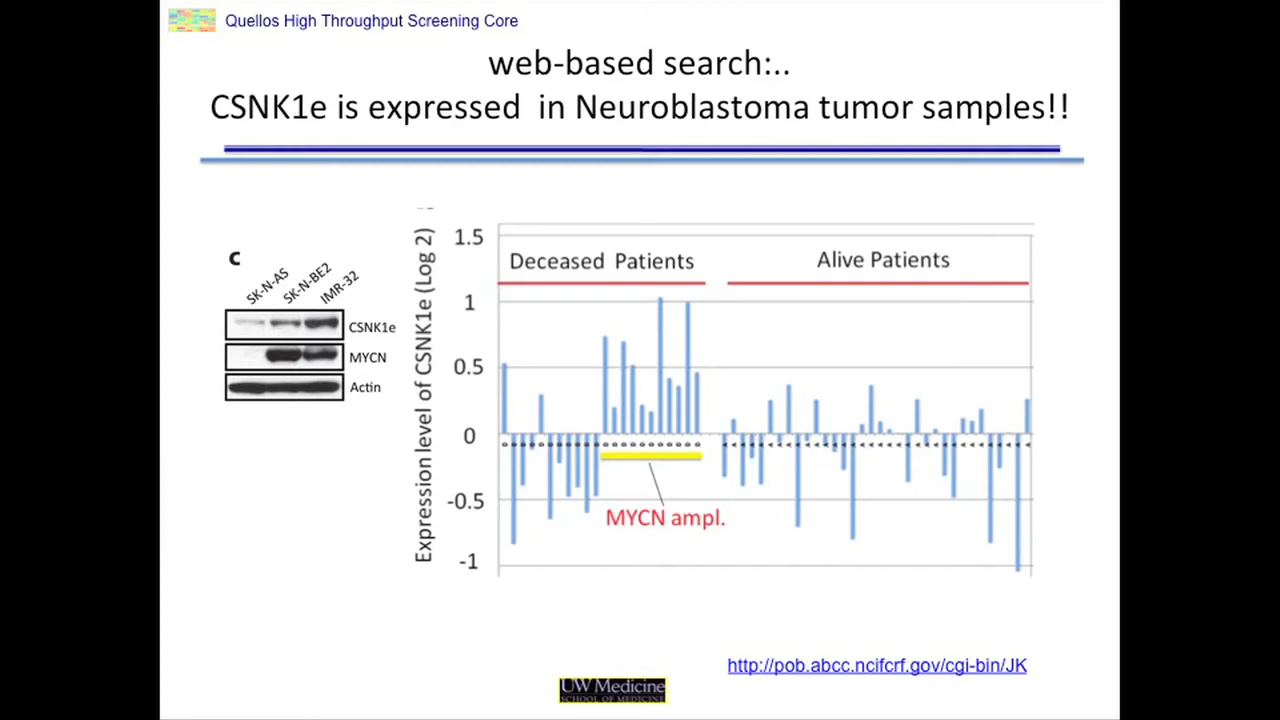 Quellos High Throughput Screening Core
web-based search:..
CSNK1e is expressed in Neuroblastoma tumor samples!!
c
SK-N-AS
SK-N-BE2
IMR-32
CSNK1e
MYCN
Actin
Expression level of CSNK1e (Log 2)
1.5
1
0.5
0
-0.5
-1
Deceased Patients
Alive Patients
MYCN ampl.
http://pob.abcc.ncifcrf.gov/cgi-bin/JK
UW Medicine
SCHOOL OF MEDICINE